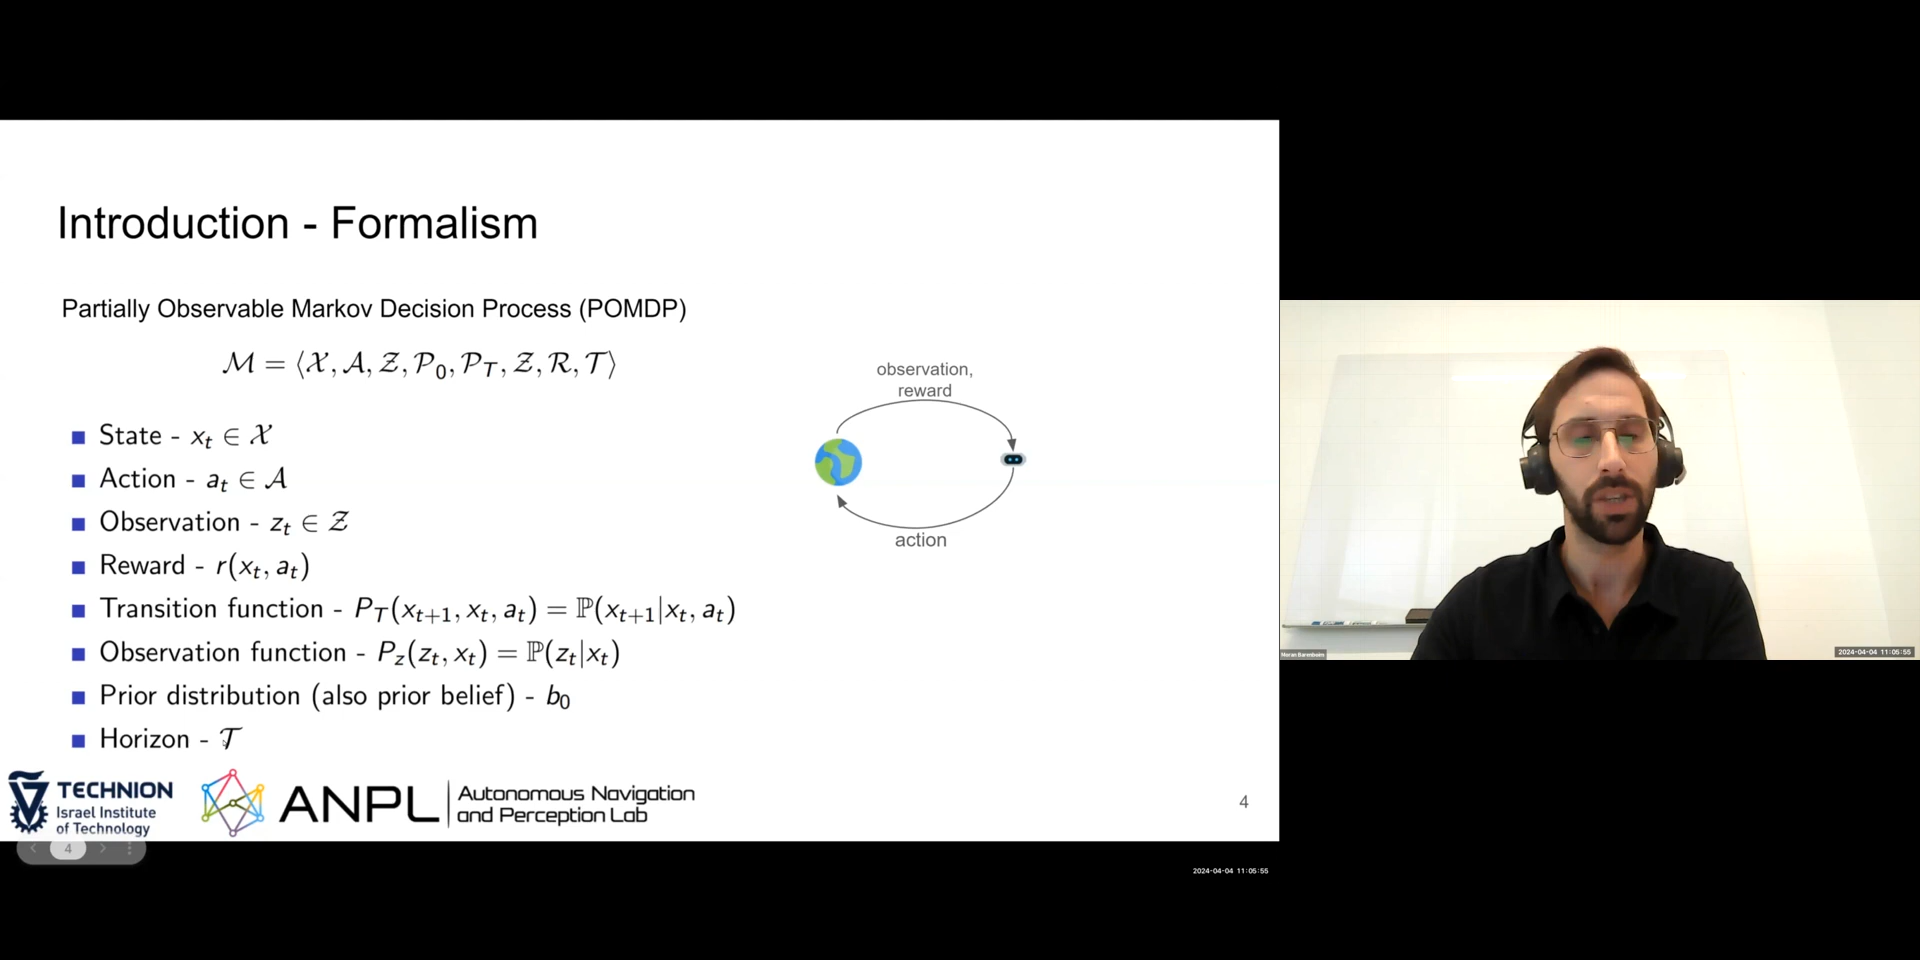 Introduction - Formalism
Partially Observable Markov Decision Process (POMDP)
ℳ = ⟨𝒳, 𝒜, 𝒵, 𝒫₀, 𝒫_T, 𝒵, ℛ, 𝒯⟩
■ State - x_t ∈ 𝒳
■ Action - a_t ∈ 𝒜
■ Observation - z_t ∈ 𝒵
■ Reward - r(x_t, a_t)
■ Transition function - P_T(x_{t+1}, x_t, a_t) = ℙ(x_{t+1}|x_t, a_t)
■ Observation function - P_z(z_t, x_t) = ℙ(z_t|x_t)
■ Prior distribution (also prior belief) - b₀
■ Horizon - 𝒯
observation,
reward
action
TECHNION
Israel Institute
of Technology
ANPL
Autonomous Navigation
and Perception Lab
4
4
2024-04-04 11:05:55
Moran Barenboim
2024-04-04 11:05:55